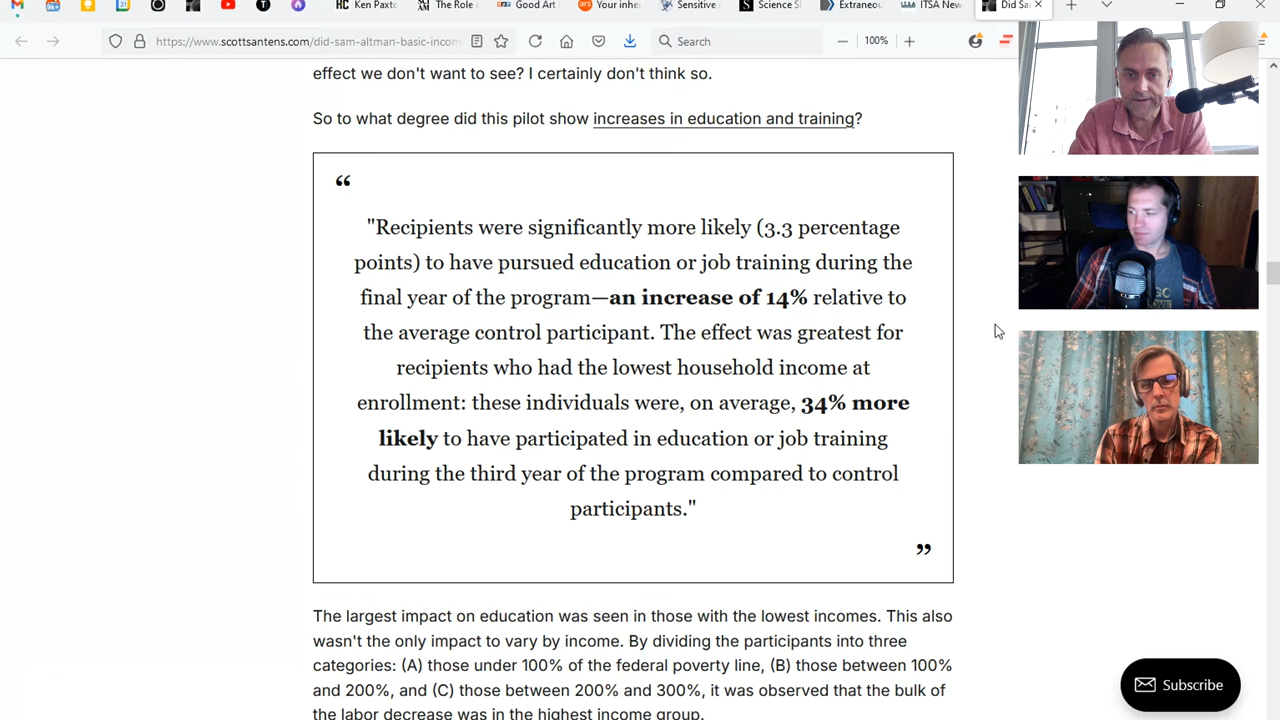 Ken Paxto
The Role
Good Art
Your inhe
Sensitive
Science S
Extraneou
ITSA New
Did Sa
https://www.scottsantens.com/did-sam-altman-basic-incom
100%
Search
effect we don't want to see? I certainly don't think so.
So to what degree did this pilot show increases in education and training?
“
"Recipients were significantly more likely (3.3 percentage
points) to have pursued education or job training during the
final year of the program—an increase of 14% relative to
the average control participant. The effect was greatest for
recipients who had the lowest household income at
enrollment: these individuals were, on average, 34% more
likely to have participated in education or job training
during the third year of the program compared to control
participants."
”
The largest impact on education was seen in those with the lowest incomes. This also
wasn't the only impact to vary by income. By dividing the participants into three
categories: (A) those under 100% of the federal poverty line, (B) those between 100%
and 200%, and (C) those between 200% and 300%, it was observed that the bulk of
the labor decrease was in the highest income group.
Subscribe